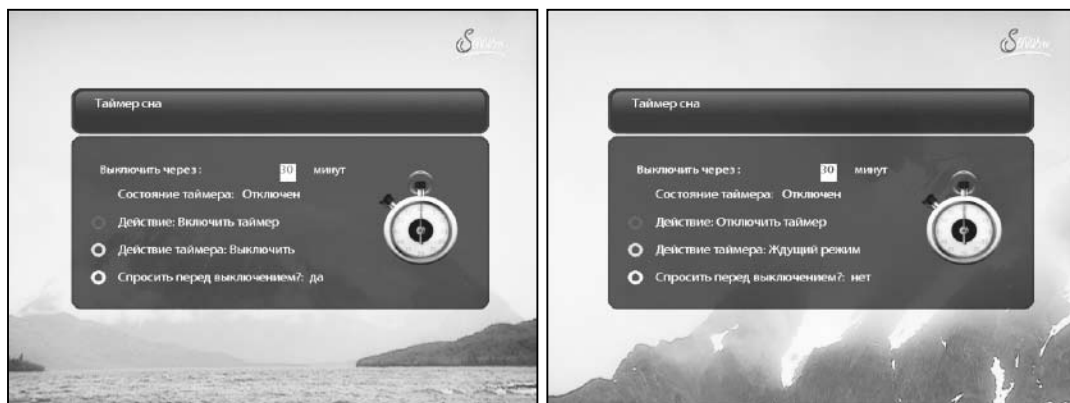 Таймер сна
Выключить через : 30 минут
Состояние таймера: Отключен
Действие: Включить таймер
Действие таймера: Выключить
Спросить перед выключением?: да
Таймер сна
Выключить через : 30 минут
Состояние таймера: Отключен
Действие: Отключить таймер
Действие таймера: Ждущий режим
Спросить перед выключением?: нет